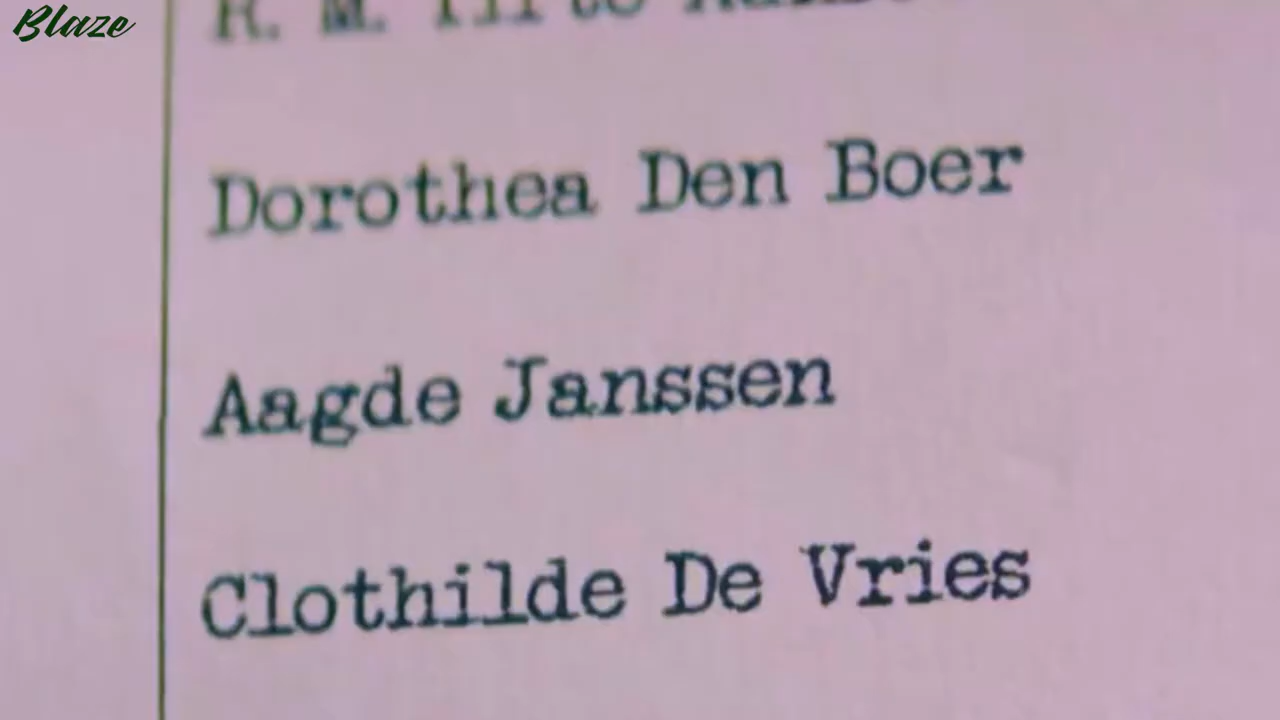 Blaze
R. M.
Dorothea Den Boer
Aagde Janssen
Clothilde De Vries